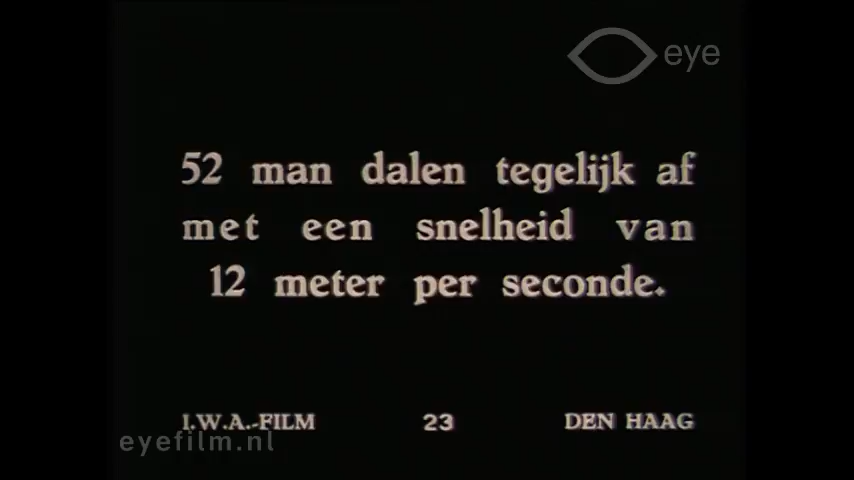 eye
52 man dalen tegelijk af
met een snelheid van
12 meter per seconde.
I.W.A.-FILM 23 DEN HAAG
eyefilm.nl